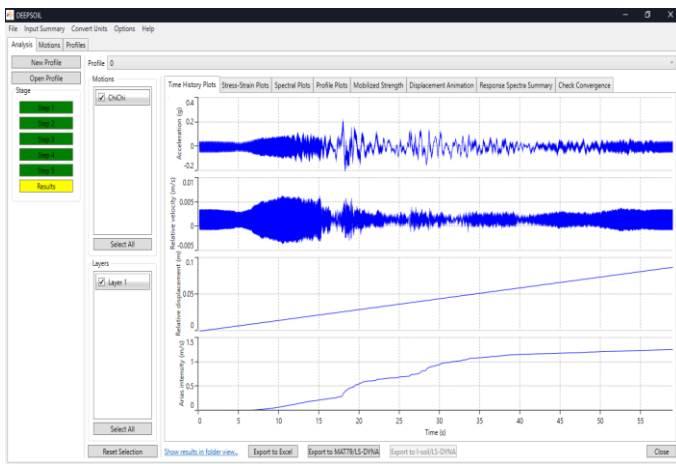 DEEPSOIL
File Input Summary Convert Units Options Help
Analysis Motions Profiles
New Profile
Open Profile
Stage
Step 1
Step 2
Step 3
Step 4
Step 5
Results
Profile 0
Motions
ChiChi
Select All
Layers
Layer 1
Select All
Reset Selection
Time History Plots Stress-Strain Plots Spectral Plots Profile Plots Mobilized Strength Displacement Animation Response Spectra Summary Check Convergence
Acceleration (g)
0.4
0.2
0
-0.2
Relative velocity (m/s)
0.01
0.005
0
-0.005
Relative displacement (m)
0.1
0.05
0
Arias intensity (m/s)
1.5
1
0.5
0
0 5 10 15 20 25 30 35 40 45 50 55
Time (s)
Show results in folder view... Export to Excel Export to MAT79/LS-DYNA Export to I-soil/LS-DYNA Close